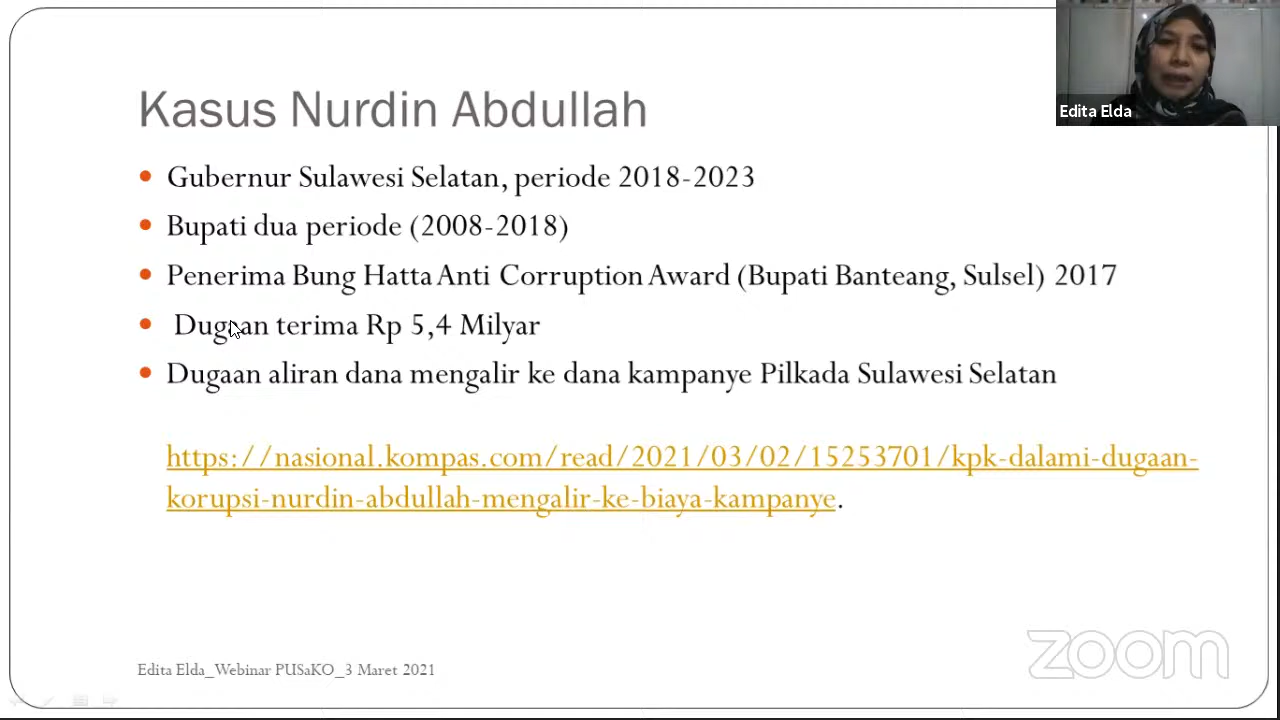 Kasus Nurdin Abdullah
Edita Elda
• Gubernur Sulawesi Selatan, periode 2018-2023
• Bupati dua periode (2008-2018)
• Penerima Bung Hatta Anti Corruption Award (Bupati Banteang, Sulsel) 2017
• Dugaan terima Rp 5,4 Milyar
• Dugaan aliran dana mengalir ke dana kampanye Pilkada Sulawesi Selatan
https://nasional.kompas.com/read/2021/03/02/15253701/kpk-dalami-dugaan-
korupsi-nurdin-abdullah-mengalir-ke-biaya-kampanye.
Edita Elda_Webinar PUSaKO_3 Maret 2021
zoom